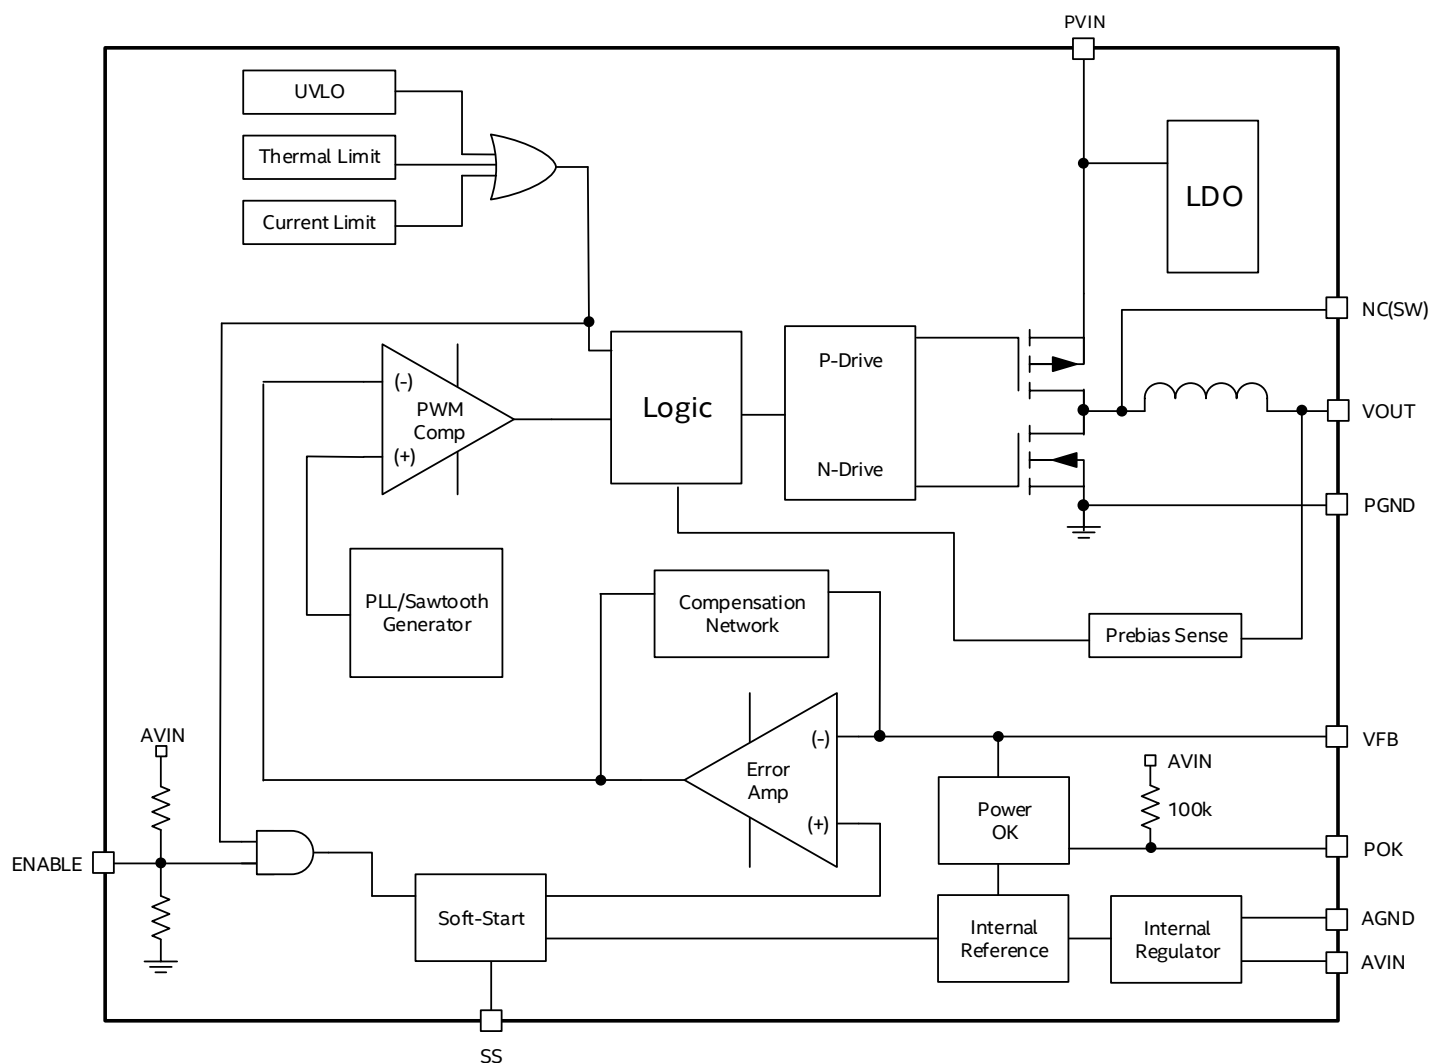 PVIN
UVLO
Thermal Limit
Current Limit
LDO
NC(SW)
(-)
PWM
Comp
(+)
Logic
P-Drive
N-Drive
VOUT
PGND
PLL/Sawtooth
Generator
Compensation
Network
Prebias Sense
AVIN
(-)
Error
Amp
(+)
VFB
AVIN
100k
Power
OK
POK
ENABLE
Soft-Start
Internal
Reference
Internal
Regulator
AGND
AVIN
SS